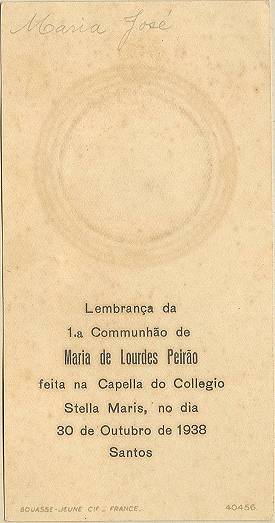 Maria José
Lembrança da
1.a Communhão de
Maria de Lourdes Peirão
feita na Capella do Collegio
Stella Maris, no dia
30 de Outubro de 1938
Santos
BOUASSE-JEUNE CIE _ FRANCE. 40456.